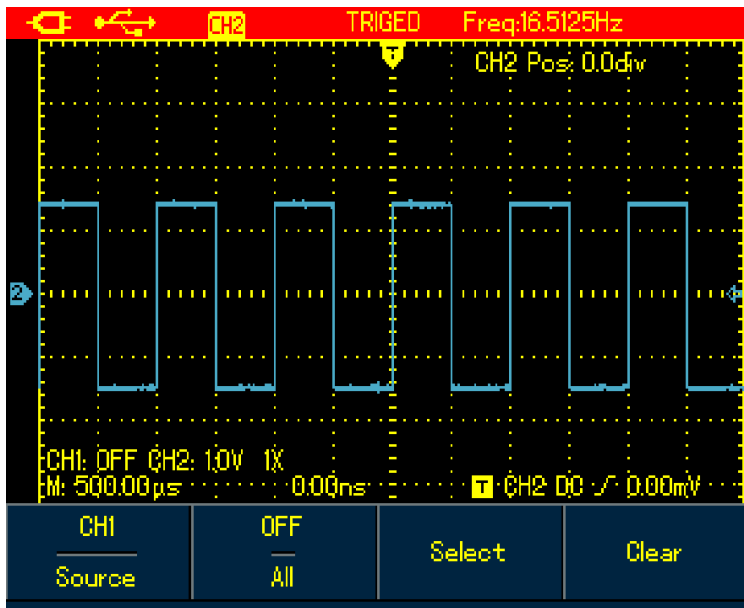 CH2 TRIGED Freq:16.5125Hz
T
CH2 Pos: 0.0div
2
CH1: OFF CH2: 1.0V 1X
M: 500.00μs 0.00ns T CH2 DC 0.00mV
CH1 OFF Select Clear
Source All